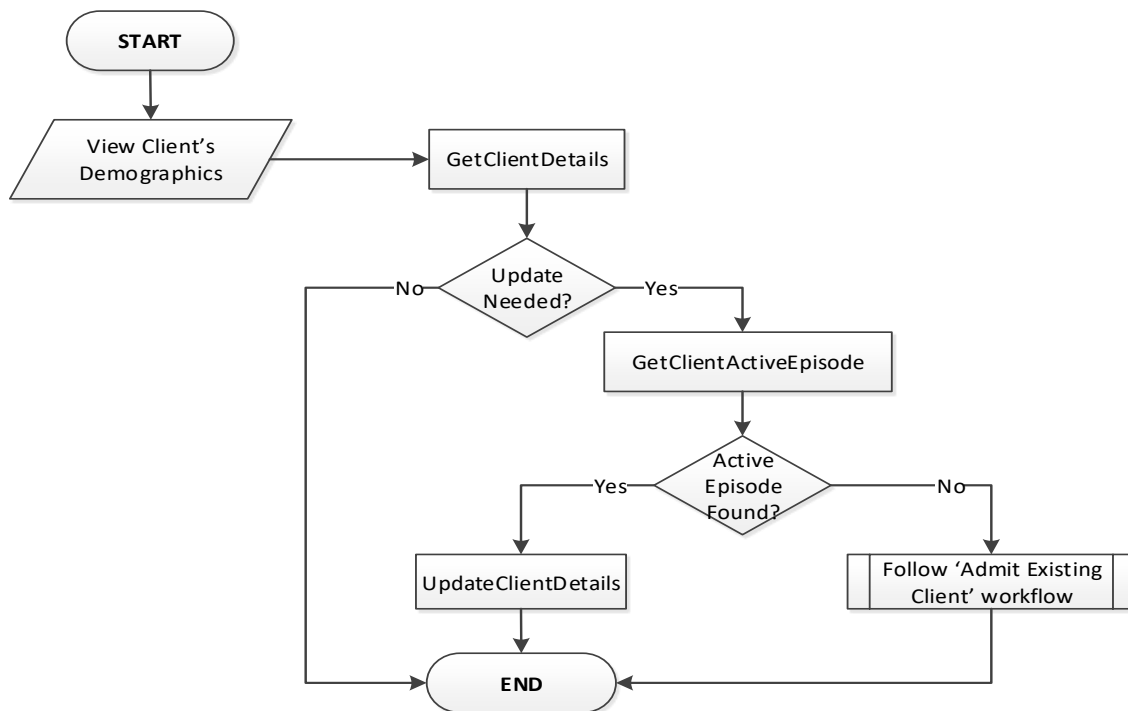 START
View Client’s
Demographics
GetClientDetails
Update
Needed?
No
Yes
GetClientActiveEpisode
Active
Episode
Found?
Yes
No
UpdateClientDetails
Follow ‘Admit Existing
Client’ workflow
END